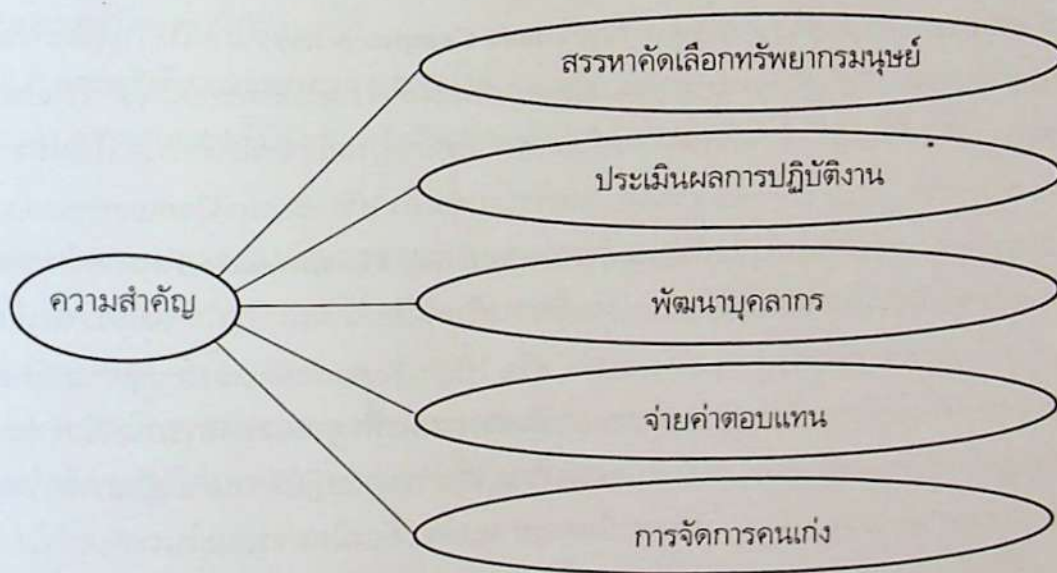 สรรหาคัดเลือกทรัพยากรมนุษย์
ประเมินผลการปฏิบัติงาน
ความสำคัญ
พัฒนาบุคลากร
จ่ายค่าตอบแทน
การจัดการคนเก่ง